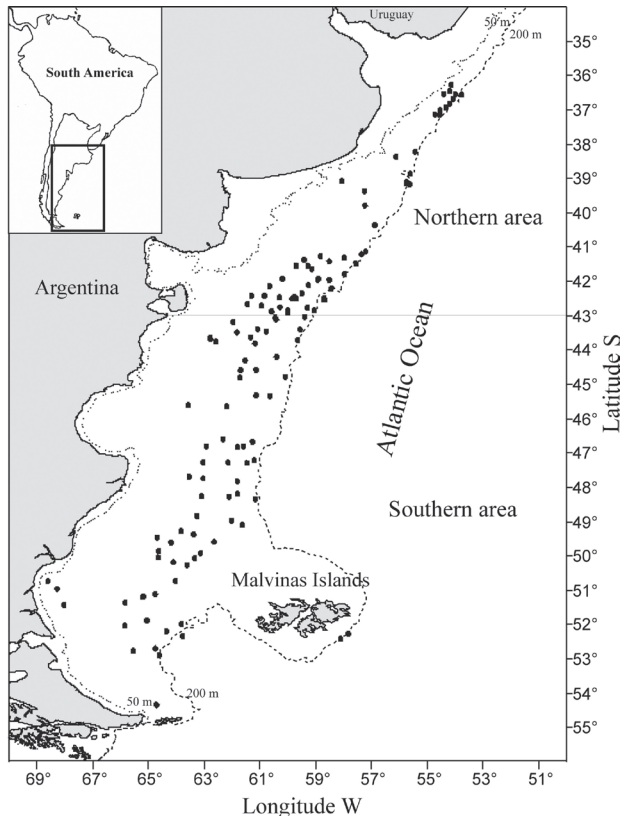 South America
Uruguay
50 m
200 m
35°
36°
37°
38°
39°
40°
41°
42°
43°
44°
45°
46°
47°
48°
49°
50°
51°
52°
53°
54°
55°
Northern area
Argentina
Atlantic Ocean
Latitude S
Southern area
Malvinas Islands
50 m
200 m
69°
67°
65°
63°
61°
59°
57°
55°
53°
51°
Longitude W